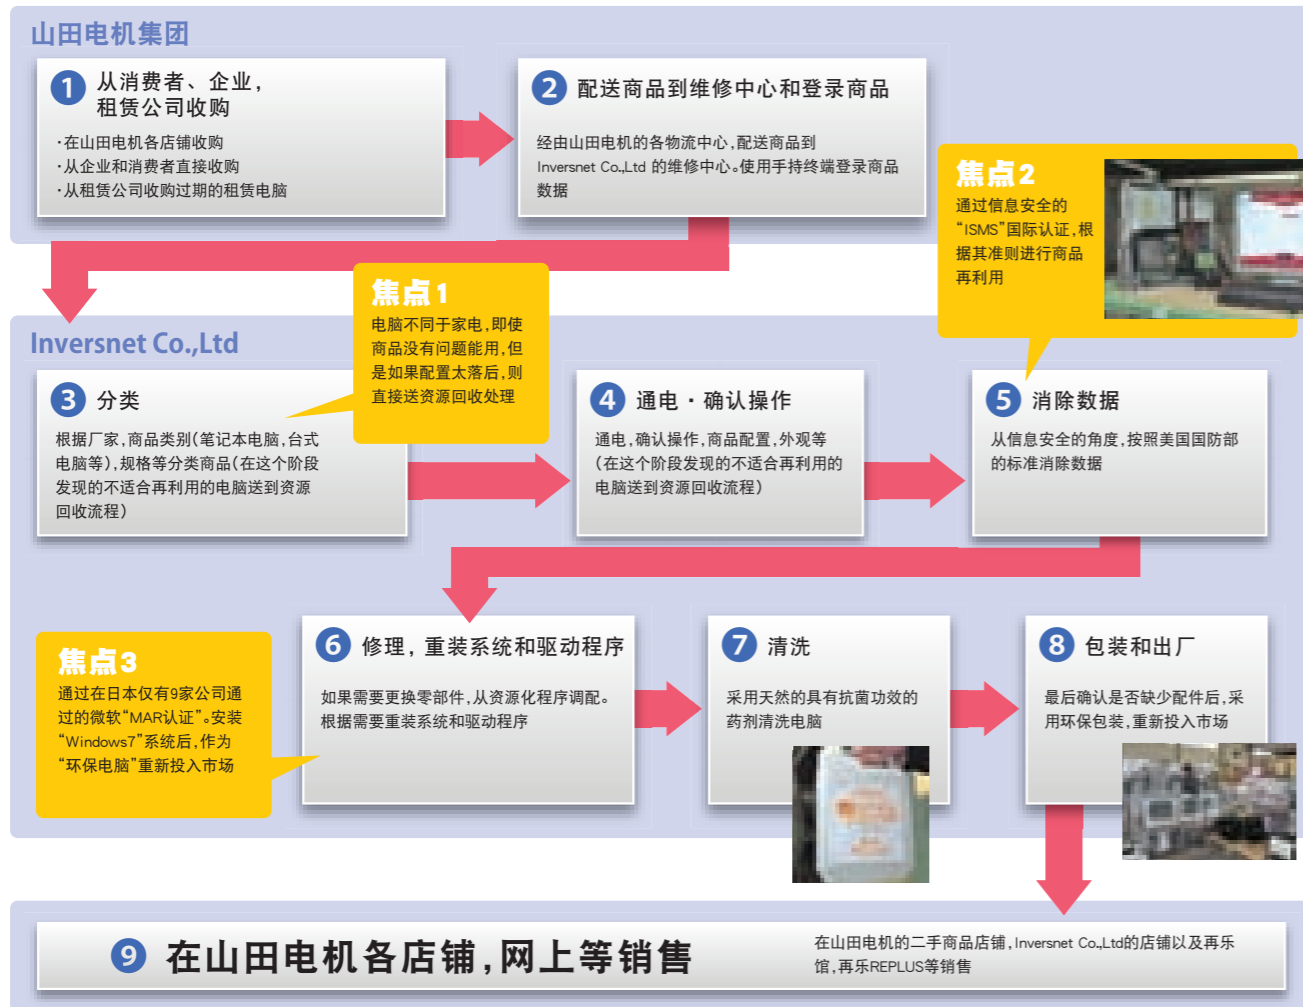 山田电机集团
1 从消费者、企业,
租赁公司收购
·在山田电机各店铺收购
·从企业和消费者直接收购
·从租赁公司收购过期的租赁电脑
2 配送商品到维修中心和登录商品
经由山田电机的各物流中心,配送商品到
Inversnet Co.,Ltd 的维修中心。使用手持终端登录商品
数据
焦点2
通过信息安全的
“ISMS”国际认证,根
据其准则进行商品
再利用
焦点1
电脑不同于家电,即使
商品没有问题能用,但
是如果配置太落后,则
直接送资源回收处理
Inversnet Co.,Ltd
3 分类
根据厂家,商品类别(笔记本电脑,台式
电脑等),规格等分类商品(在这个阶段
发现的不适合再利用的电脑送到资源
回收流程)
4 通电・确认操作
通电,确认操作,商品配置,外观等
(在这个阶段发现的不适合再利用的
电脑送到资源回收流程)
5 消除数据
从信息安全的角度,按照美国国防部
的标准消除数据
焦点3
通过在日本仅有9家公司通
过的微软“MAR认证”。安装
“Windows7”系统后,作为
“环保电脑”重新投入市场
6 修理, 重装系统和驱动程序
如果需要更换零部件,从资源化程序调配。
根据需要重装系统和驱动程序
7 清洗
采用天然的具有抗菌功效的
药剂清洗电脑
8 包装和出厂
最后确认是否缺少配件后,采
用环保包装,重新投入市场
9 在山田电机各店铺,网上等销售
在山田电机的二手商品店铺,Inversnet Co.,Ltd的店铺以及再乐
馆,再乐REPLUS等销售